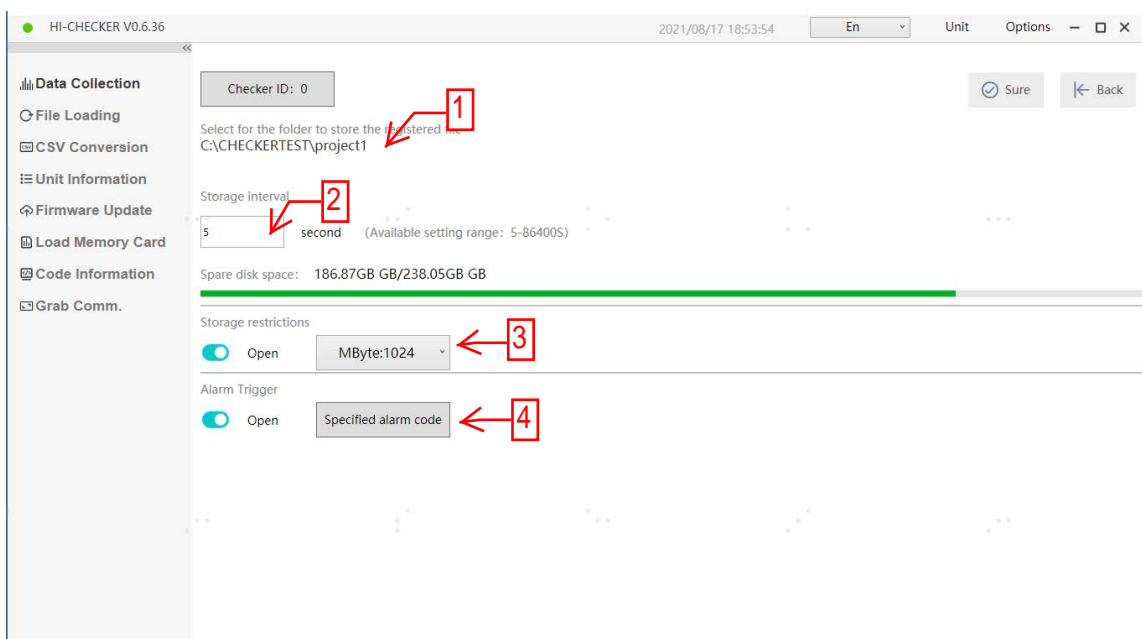 HI-CHECKER V0.6.36
2021/08/17 18:53:54
En
Unit
Options
Data Collection
File Loading
CSV Conversion
Unit Information
Firmware Update
Load Memory Card
Code Information
Grab Comm.
Checker ID: 0
Sure
Back
1
Select for the folder to store the registered file
C:\CHECKERTEST\project1
Storage interval
2
5 second (Available setting range: 5-86400S)
Spare disk space: 186.87GB GB/238.05GB GB
Storage restrictions
Open MByte:1024
3
Alarm Trigger
Open Specified alarm code
4